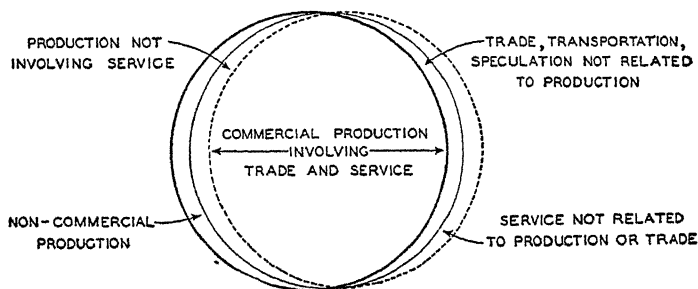 PRODUCTION NOT
INVOLVING SERVICE
TRADE, TRANSPORTATION,
SPECULATION NOT RELATED
TO PRODUCTION
COMMERCIAL PRODUCTION
INVOLVING
TRADE AND SERVICE
NON-COMMERCIAL
PRODUCTION
SERVICE NOT RELATED
TO PRODUCTION OR TRADE